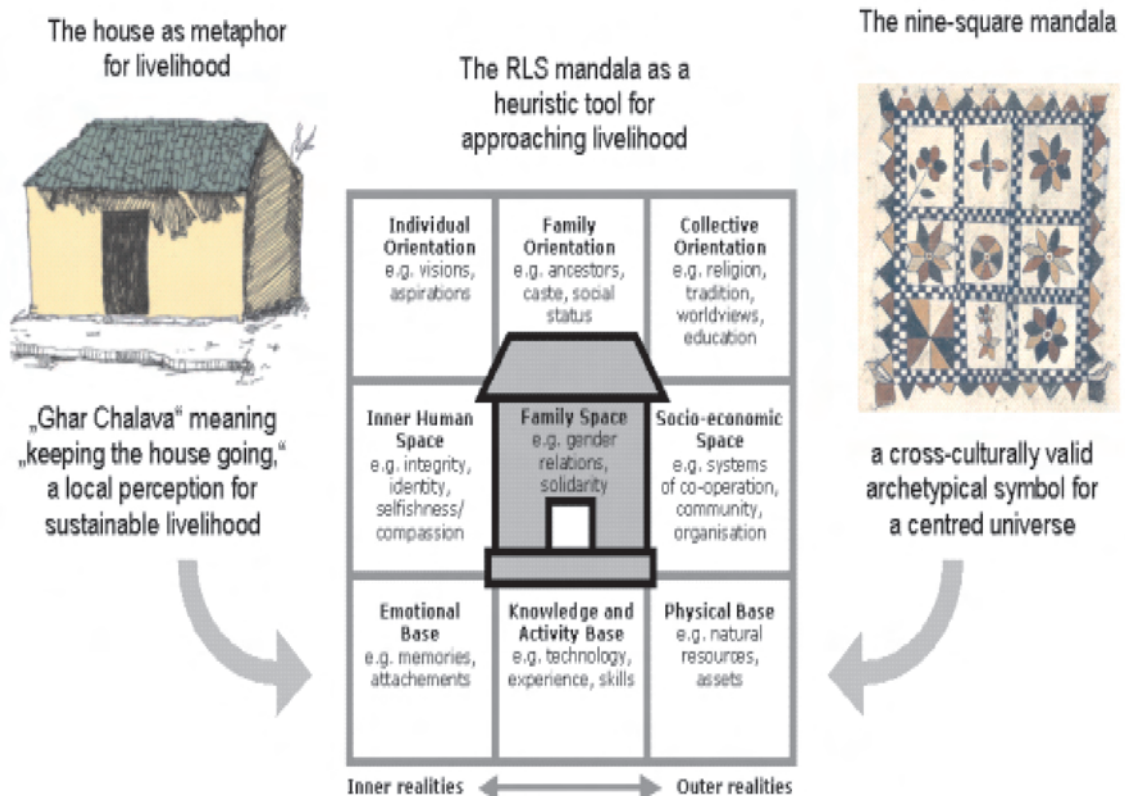 The house as metaphor
for livelihood
„Ghar Chalava“ meaning
„keeping the house going,“
a local perception for
sustainable livelihood
The RLS mandala as a
heuristic tool for
approaching livelihood
Individual
Orientation
e.g. visions,
aspirations
Family
Orientation
e.g. ancestors,
caste, social
status
Collective
Orientation
e.g. religion,
tradition,
worldviews,
education
Inner Human
Space
e.g. integrity,
identity,
selfishness/
compassion
Family Space
e.g. gender
relations,
solidarity
Socio-economic
Space
e.g. systems
of co-operation,
community,
organisation
Emotional
Base
e.g. memories,
attachements
Knowledge and
Activity Base
e.g. technology,
experience, skills
Physical Base
e.g. natural
resources,
assets
Inner realities
Outer realities
The nine-square mandala
a cross-culturally valid
archetypical symbol for
a centred universe